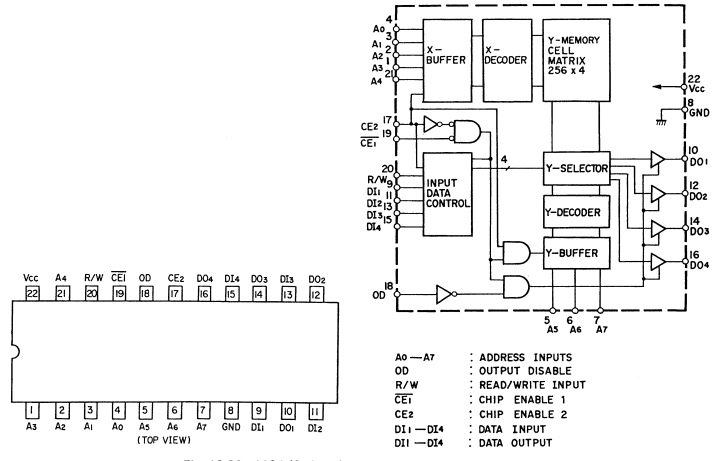 Vcc A4 R/W CE1 OD CE2 DO4 DI4 DO3 DI3 DO2
22 21 20 19 18 17 16 15 14 13 12
1 2 3 4 5 6 7 8 9 10 11
A3 A2 A1 A0 A5 A6 A7 GND DI1 DO1 DI2
(TOP VIEW)
4
A0
3
A1
2
A2
1
A3
21
A4
X-
BUFFER
X-
DECODER
Y-MEMORY
CELL
MATRIX
256 x 4
22
Vcc
8
GND
17
CE2
19
CE1
20
R/W
9
DI1
11
DI2
13
DI3
15
DI4
INPUT
DATA
CONTROL
4
Y-SELECTOR
Y-DECODER
Y-BUFFER
10
DO1
12
DO2
14
DO3
16
DO4
18
OD
5 6 7
A5 A6 A7
A0—A7 : ADDRESS INPUTS
OD : OUTPUT DISABLE
R/W : READ/WRITE INPUT
CE1 : CHIP ENABLE 1
CE2 : CHIP ENABLE 2
DI1—DI4 : DATA INPUT
DI1—DI4 : DATA OUTPUT